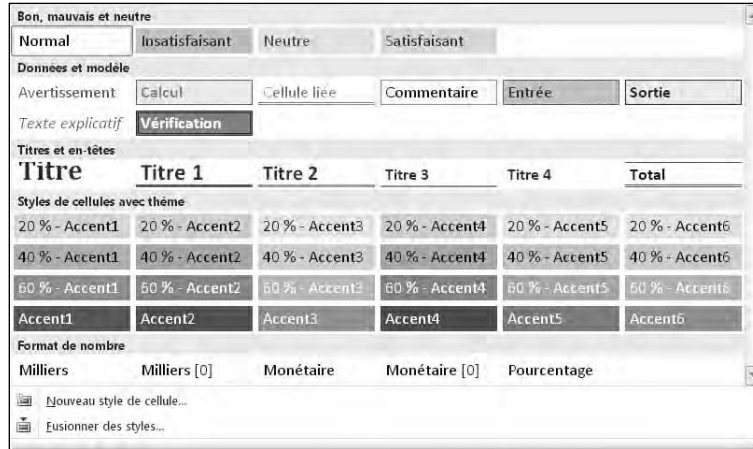 Bon, mauvais et neutre
Normal Insatisfaisant Neutre Satisfaisant
Données et modèle
Avertissement Calcul Cellule liée Commentaire Entrée Sortie
Texte explicatif Vérification
Titres et en-têtes
Titre Titre 1 Titre 2 Titre 3 Titre 4 Total
Styles de cellules avec thème
20 % - Accent1 20 % - Accent2 20 % - Accent3 20 % - Accent4 20 % - Accent5 20 % - Accent6
40 % - Accent1 40 % - Accent2 40 % - Accent3 40 % - Accent4 40 % - Accent5 40 % - Accent6
60 % - Accent1 60 % - Accent2 60 % - Accent3 60 % - Accent4 60 % - Accent5 60 % - Accent6
Accent1 Accent2 Accent3 Accent4 Accent5 Accent6
Format de nombre
Milliers Milliers [0] Monétaire Monétaire [0] Pourcentage
Nouveau style de cellule...
Fusionner des styles...